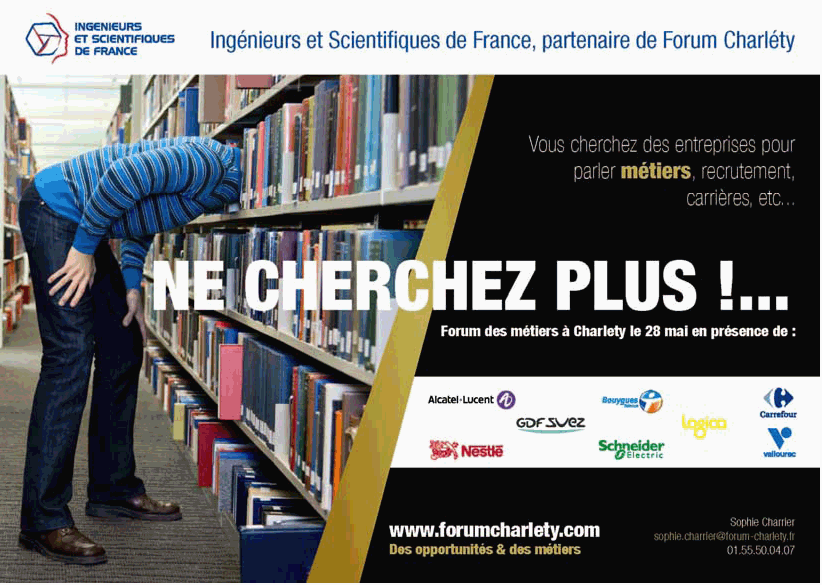 INGENIEURS
ET SCIENTIFIQUES
DE FRANCE
Ingénieurs et Scientifiques de France, partenaire de Forum Charléty
Vous cherchez des entreprises pour
parler métiers, recrutement,
carrières, etc...
NE CHERCHEZ PLUS !...
Forum des métiers à Charlety le 28 mai en présence de :
Alcatel·Lucent
Bouygues
Telecom
Carrefour
GDF SUEZ
Logica
Nestlé
Schneider
Electric
vallourec
www.forumcharlety.com
Des opportunités & des métiers
Sophie Charrier
sophie.charrier@forum-charlety.fr
01.55.50.04.07